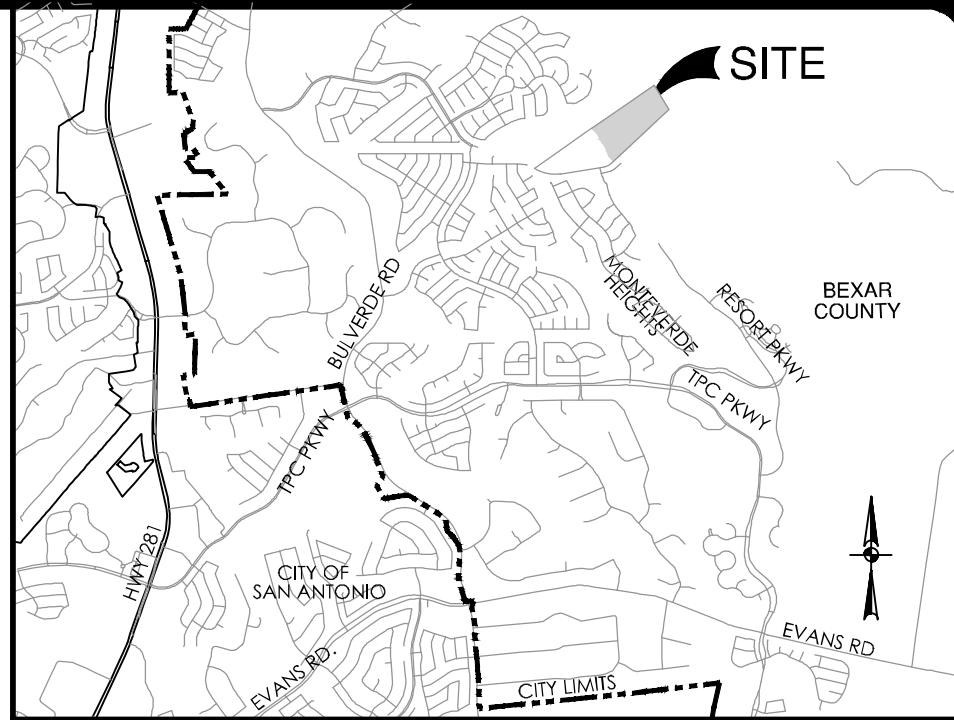 SITE
BULVERDE RD
MONTEVERDE
HEIGHTS
RESORT PKWY
BEXAR
COUNTY
TPC PKWY
TPC PKWY
HWY 281
CITY OF
SAN ANTONIO
EVANS RD
EVANS RD.
CITY LIMITS